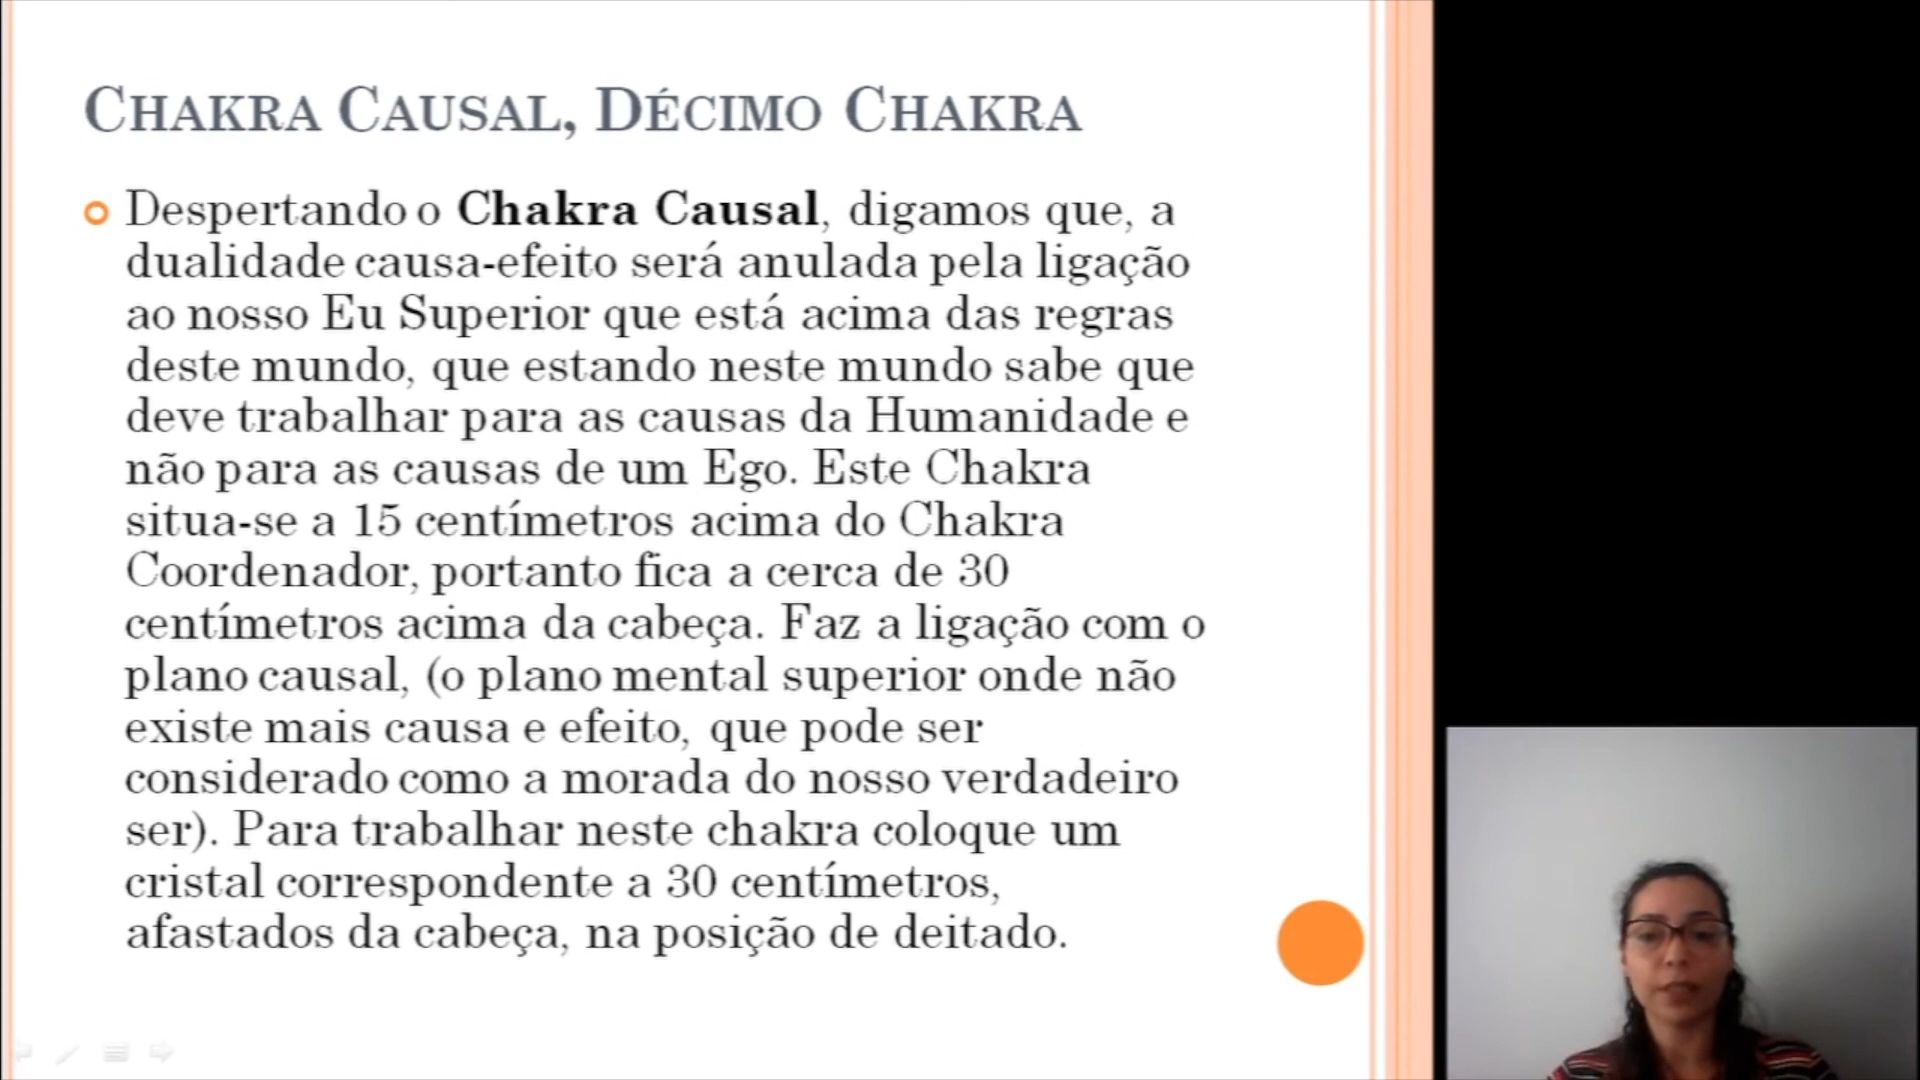 Chakra Causal, Décimo Chakra
Despertando o Chakra Causal, digamos que, a
dualidade causa-efeito será anulada pela ligação
ao nosso Eu Superior que está acima das regras
deste mundo, que estando neste mundo sabe que
deve trabalhar para as causas da Humanidade e
não para as causas de um Ego. Este Chakra
situa-se a 15 centímetros acima do Chakra
Coordenador, portanto fica a cerca de 30
centímetros acima da cabeça. Faz a ligação com o
plano causal, (o plano mental superior onde não
existe mais causa e efeito, que pode ser
considerado como a morada do nosso verdadeiro
ser). Para trabalhar neste chakra coloque um
cristal correspondente a 30 centímetros,
afastados da cabeça, na posição de deitado.